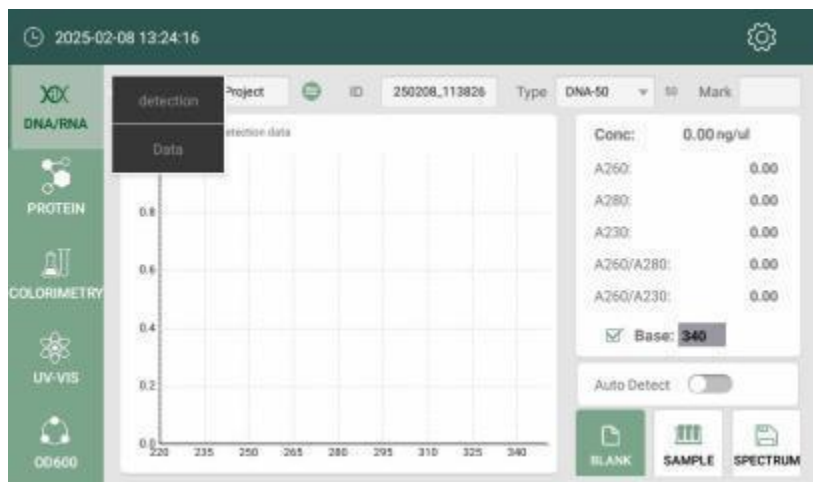 2025-02-08 13:24:16
DNA/RNA
PROTEIN
COLORIMETRY
UV-VIS
OD600
detection
Data
Project
ID
250208_113826
Type
DNA-50
50
Mark
etection data
0.8
0.6
0.4
0.2
0.0
220 235 250 265 280 295 310 325 340
Conc: 0.00 ng/ul
A260: 0.00
A280: 0.00
A230: 0.00
A260/A280: 0.00
A260/A230: 0.00
Base: 340
Auto Detect
BLANK
SAMPLE
SPECTRUM